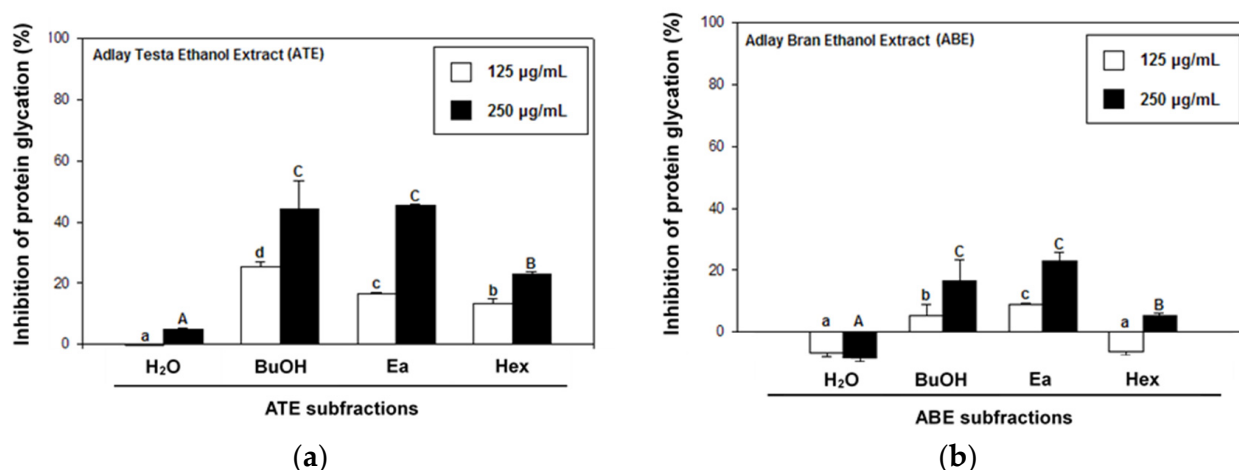 Inhibition of protein glycation (%)
100
80
60
40
20
0
Adlay Testa Ethanol Extract (ATE)
125 µg/mL
250 µg/mL
a
A
d
C
c
C
b
B
H₂O
BuOH
Ea
Hex
ATE subfractions
(a)
Inhibition of protein glycation (%)
100
80
60
40
20
0
Adlay Bran Ethanol Extract (ABE)
125 µg/mL
250 µg/mL
a
A
b
C
c
C
a
B
H₂O
BuOH
Ea
Hex
ABE subfractions
(b)